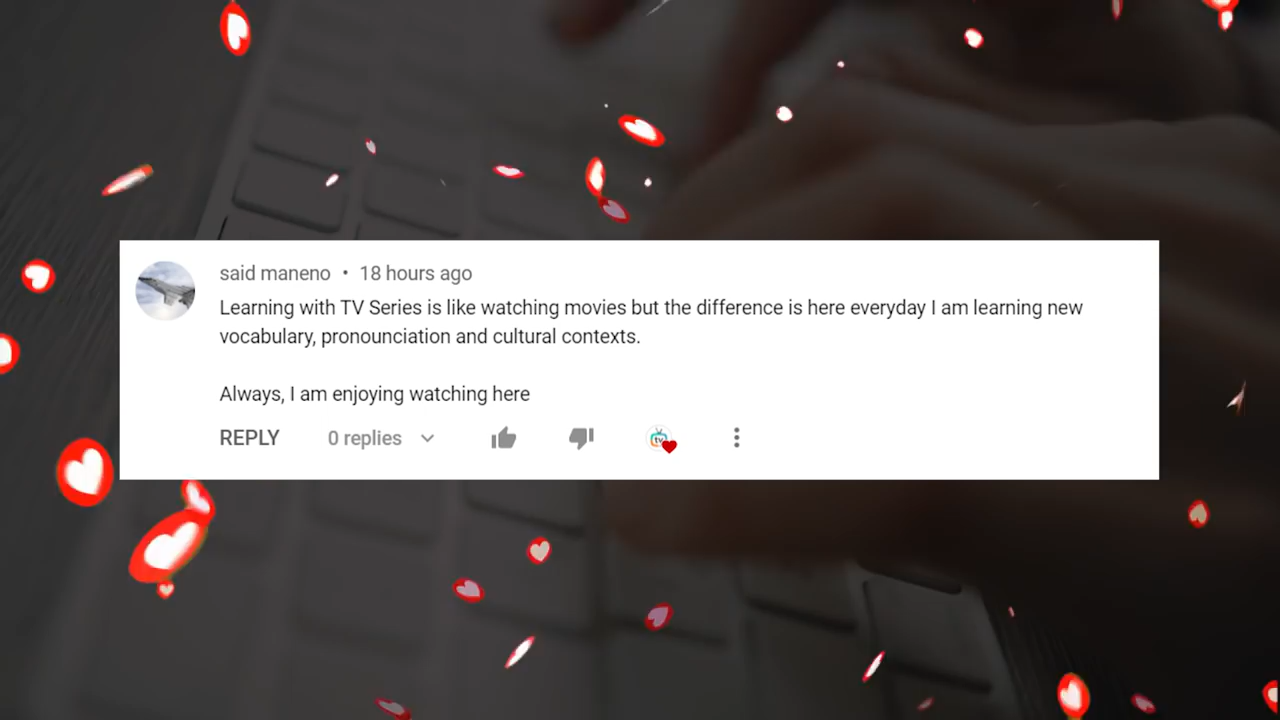 said maneno • 18 hours ago
Learning with TV Series is like watching movies but the difference is here everyday I am learning new
vocabulary, pronounciation and cultural contexts.
Always, I am enjoying watching here
REPLY 0 replies
tv